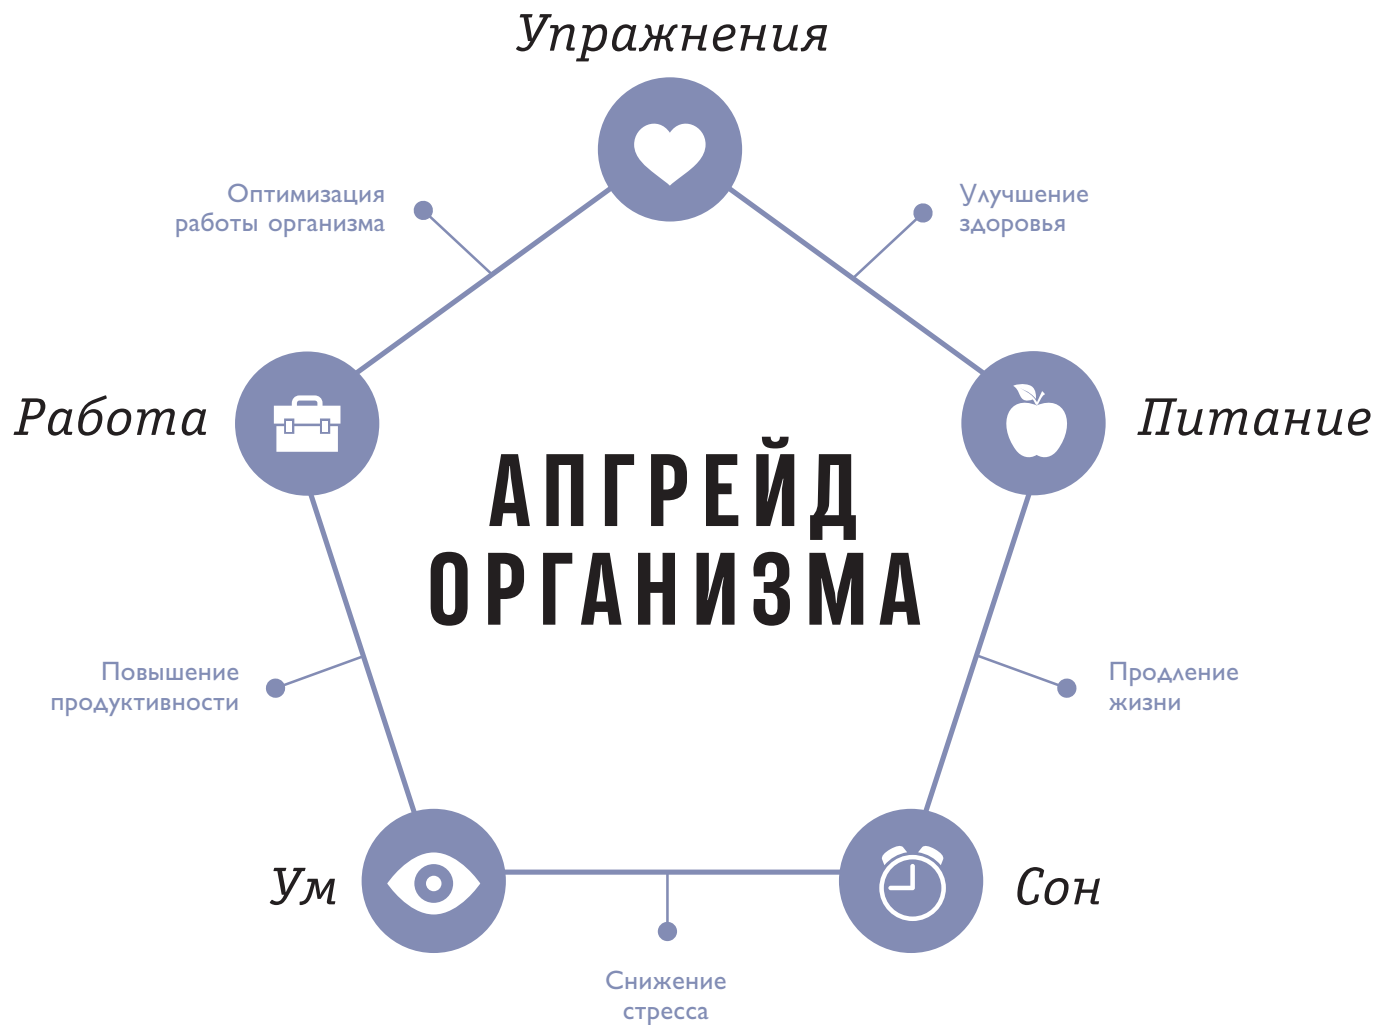 Упражнения
Оптимизация
работы организма
Улучшение
здоровья
Работа
Питание
АПГРЕЙД
ОРГАНИЗМА
Повышение
продуктивности
Продление
жизни
Ум
Сон
Снижение
стресса